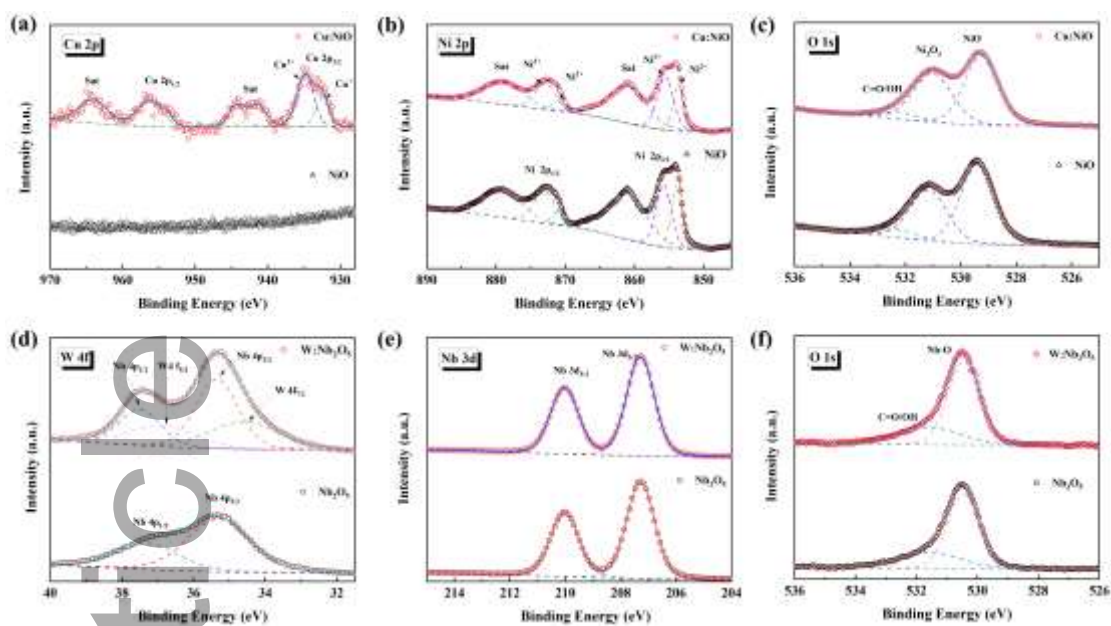 (a)
Cu 2p
Cu:NiO
Sat
Cu 2p1/2
Sat
Cu2+
Cu 2p3/2
Cu+
NiO
Intensity (a.u.)
970 960 950 940 930
Binding Energy (eV)
(b)
Ni 2p
Cu:NiO
Sat
Ni3+
Ni2+
Sat
Ni3+
Ni2+
Ni 2p1/2
Ni 2p3/2
NiO
Intensity (a.u.)
890 880 870 860 850
Binding Energy (eV)
(c)
O 1s
Cu:NiO
NiO
Ni2O3
C=O/OH
NiO
Intensity (a.u.)
536 534 532 530 528 526
Binding Energy (eV)
(d)
W 4f
W:Nb2O5
Nb 4p1/2
W 4f5/2
Nb 4p3/2
W 4f7/2
Nb2O5
Nb 4p1/2
Nb 4p3/2
Intensity (a.u.)
40 38 36 34 32
Binding Energy (eV)
(e)
Nb 3d
W:Nb2O5
Nb 3d3/2
Nb 3d5/2
Nb2O5
Intensity (a.u.)
214 212 210 208 206 204
Binding Energy (eV)
(f)
O 1s
W:Nb2O5
Nb-O
C=O/OH
Nb2O5
Intensity (a.u.)
536 534 532 530 528 526
Binding Energy (eV)
ticle